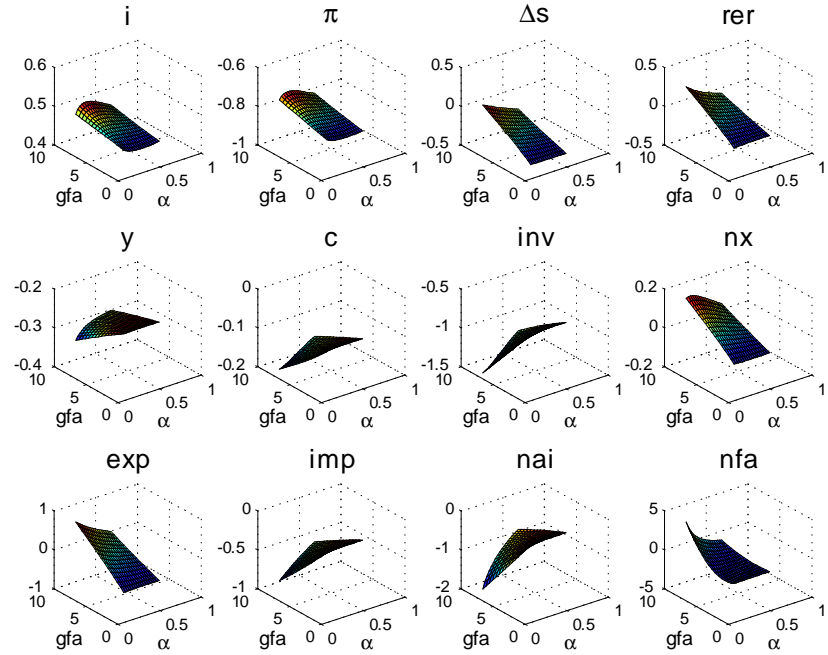 i π Δs rer
0.6 -0.6 0.5 0.5
0.5 -0.8 0 0
0.4 -1 -0.5 -0.5
10 1 10 1 10 1 10 1
5 0.5 5 0.5 5 0.5 5 0.5
gfa 0 0 α gfa 0 0 α gfa 0 0 α gfa 0 0 α
y c inv nx
-0.2 0 -0.5 0.2
-0.3 -0.1 -1 0
-0.4 -0.2 -1.5 -0.2
10 1 10 1 10 1 10 1
5 0.5 5 0.5 5 0.5 5 0.5
gfa 0 0 α gfa 0 0 α gfa 0 0 α gfa 0 0 α
exp imp nai nfa
1 0 0 5
0 -0.5 -1 0
-1 -1 -2 -5
10 1 10 1 10 1 10 1
5 0.5 5 0.5 5 0.5 5 0.5
gfa 0 0 α gfa 0 0 α gfa 0 0 α gfa 0 0 α